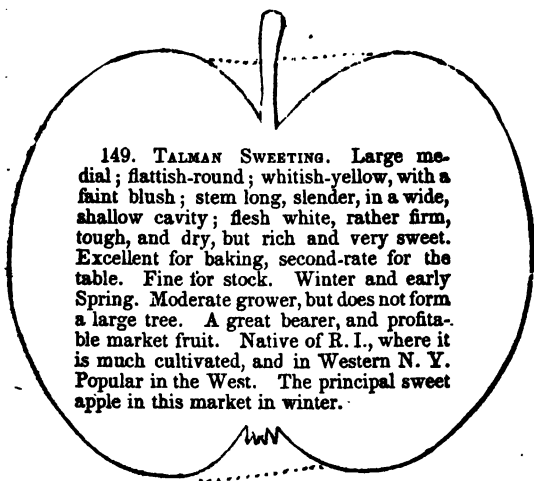 149. TALMAN SWEETING. Large me-
dial; flattish-round; whitish-yellow, with a
faint blush; stem long, slender, in a wide,
shallow cavity; flesh white, rather firm,
tough, and dry, but rich and very sweet.
Excellent for baking, second-rate for the
table. Fine for stock. Winter and early
Spring. Moderate grower, but does not form
a large tree. A great bearer, and profita-
ble market fruit. Native of R. I., where it
is much cultivated, and in Western N. Y.
Popular in the West. The principal sweet
apple in this market in winter.